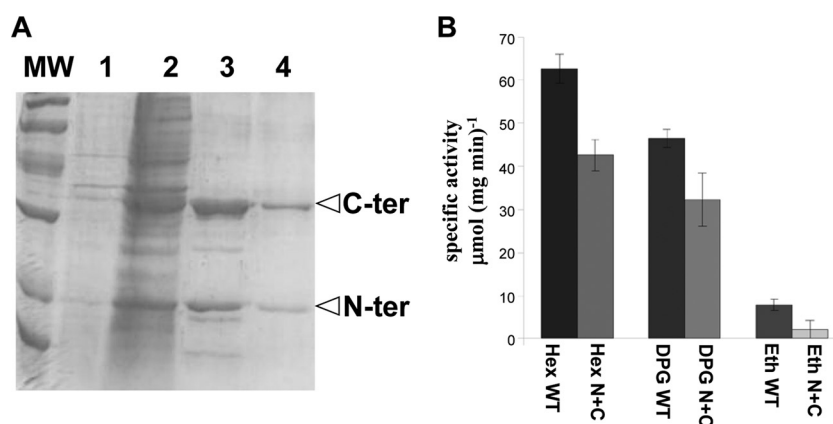 A
MW 1 2 3 4
C-ter
N-ter
B
specific activity
µmol (mg min)-1
70
60
50
40
30
20
10
0
Hex WT
Hex N+C
DPG WT
DPG N+C
Eth WT
Eth N+C